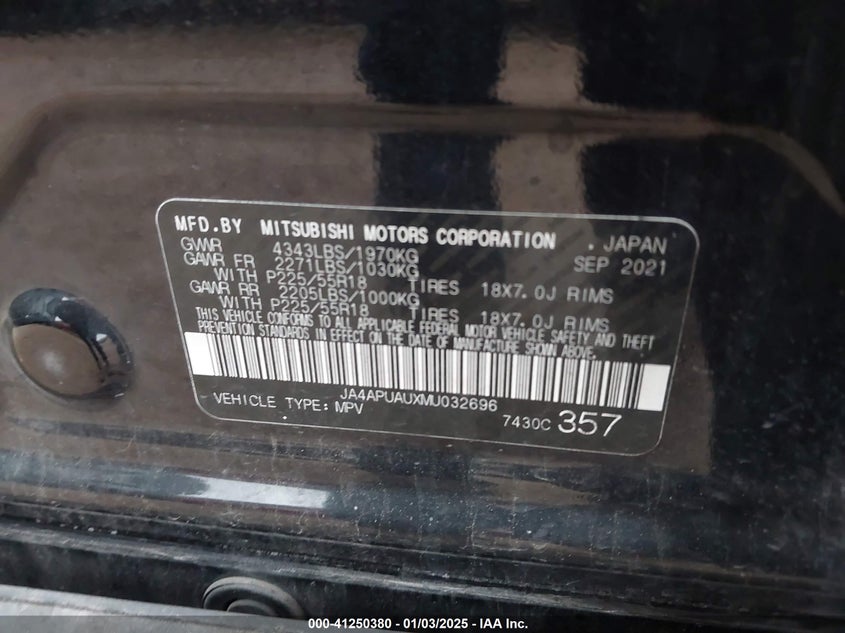 MFD.BY MITSUBISHI MOTORS CORPORATION . JAPAN
GVWR 4343LBS/1970KG SEP 2021
GAWR FR 2271LBS/1030KG
WITH P225/55R18 TIRES 18X7.0J RIMS
GAWR RR 2205LBS/1000KG
WITH P225/55R18 TIRES 18X7.0J RIMS
THIS VEHICLE CONFORMS TO ALL APPLICABLE FEDERAL MOTOR VEHICLE SAFETY AND THEFT
PREVENTION STANDARDS IN EFFECT ON THE DATE OF MANUFACTURE SHOWN ABOVE.
JA4APUAUXMU032696
VEHICLE TYPE: MPV 7430C 357
000-41250380 - 01/03/2025 - IAA Inc.